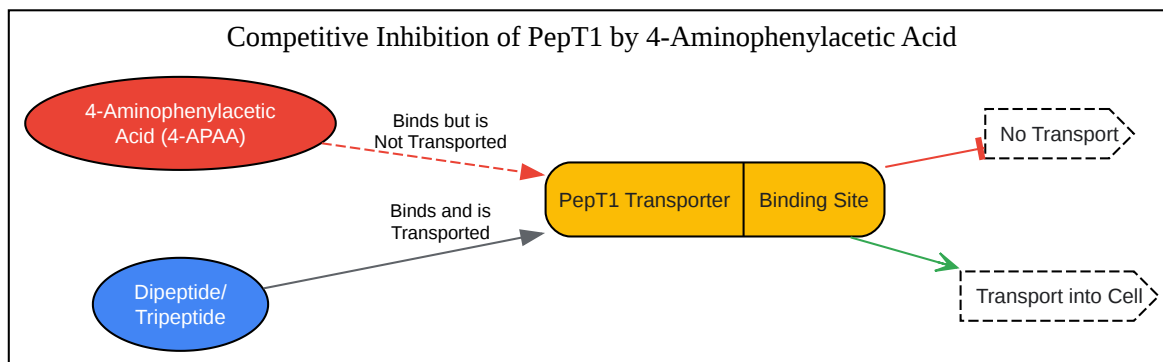 Competitive Inhibition of PepT1 by 4-Aminophenylacetic Acid
4-Aminophenylacetic
Acid (4-APAA)
Binds but is
Not Transported
No Transport
PepT1 Transporter
Binding Site
Binds and is
Transported
Dipeptide/
Tripeptide
Transport into Cell